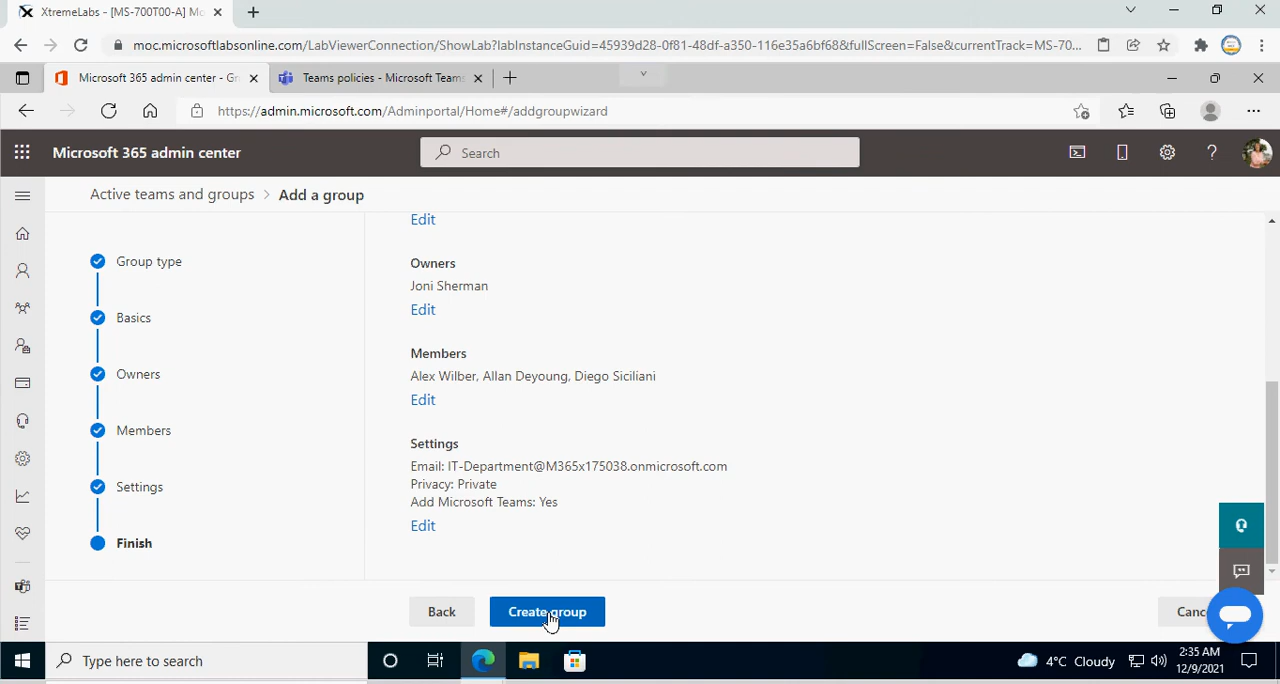 XtremeLabs - [MS-700T00-A] Mo
moc.microsoftlabsonline.com/LabViewerConnection/ShowLab?labInstanceGuid=45939d28-0f81-48df-a350-116e35a6bf68&fullScreen=False&currentTrack=MS-70...
Microsoft 365 admin center - Gr
Teams policies - Microsoft Teams
https://admin.microsoft.com/Adminportal/Home#/addgroupwizard
Microsoft 365 admin center
Search
Active teams and groups > Add a group
Group type
Basics
Owners
Members
Settings
Finish
Edit
Owners
Joni Sherman
Edit
Members
Alex Wilber, Allan Deyoung, Diego Siciliani
Edit
Settings
Email: IT-Department@M365x175038.onmicrosoft.com
Privacy: Private
Add Microsoft Teams: Yes
Edit
Back
Create group
Canc
Type here to search
4°C Cloudy
2:35 AM
12/9/2021